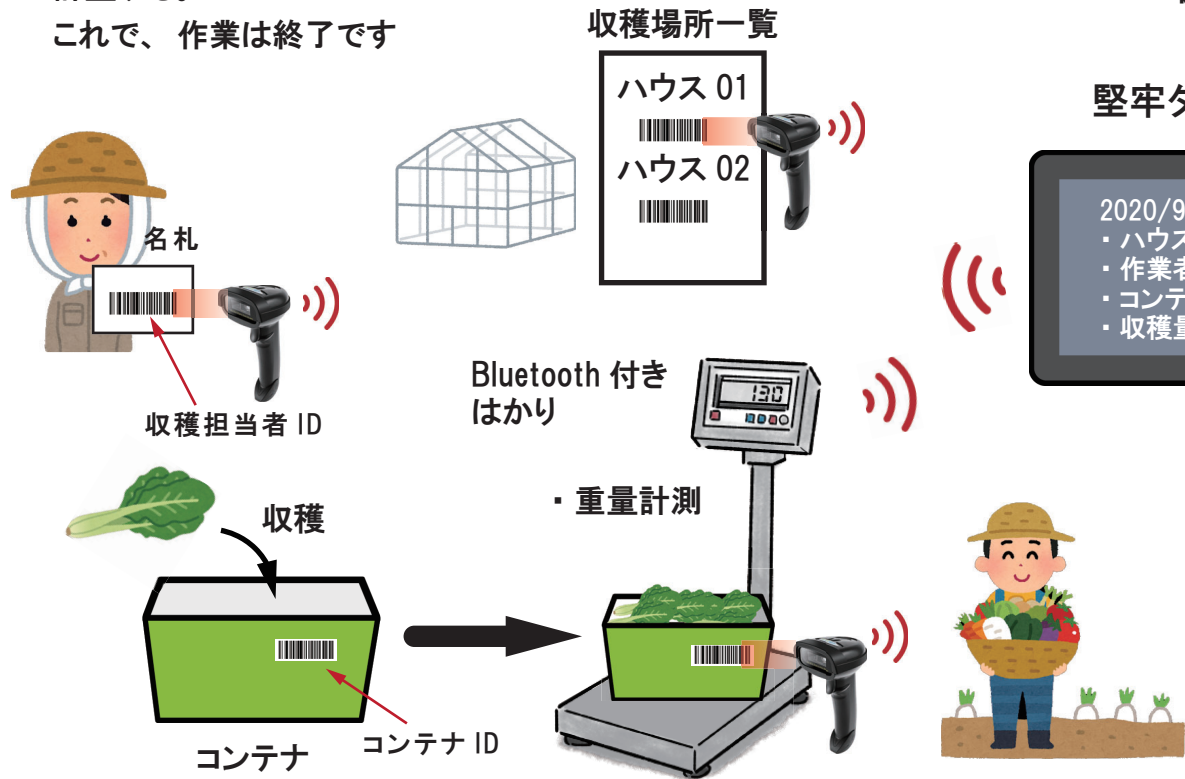 これで、作業は終了です
収穫場所一覧
ハウス 01
ハウス 02
名札
収穫担当者 ID
堅牢
2020/9
・ハウス
・作業者
・コンテ
・収穫量
Bluetooth 付き
はかり
130
・重量計測
収穫
コンテナ
コンテナ ID